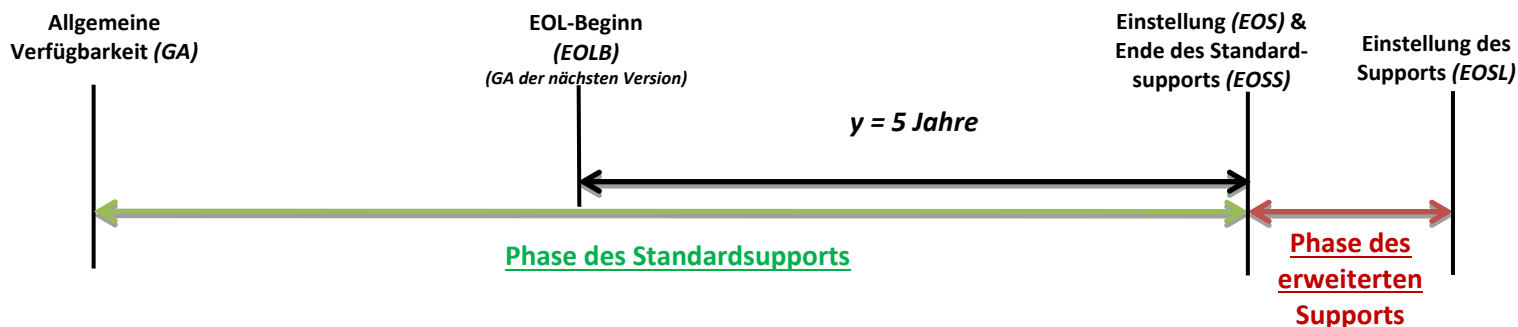 Allgemeine
Verfügbarkeit (GA)
EOL-Beginn
(EOLB)
(GA der nächsten Version)
Einstellung (EOS) &
Ende des Standard-
supports (EOSS)
Einstellung des
Supports (EOSL)
y = 5 Jahre
Phase des Standardsupports
Phase des
erweiterten
Supports